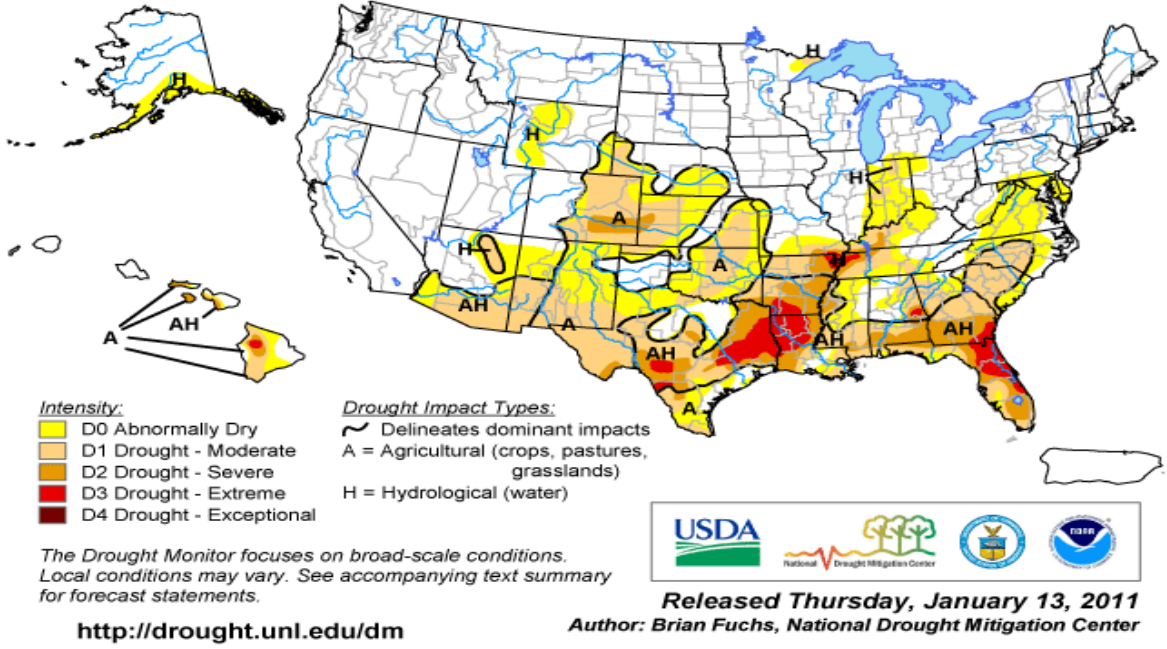 H
H
H
H
A
H
A
H
AH
A
AH
AH
AH
AH
A
A
Intensity:
D0 Abnormally Dry
D1 Drought - Moderate
D2 Drought - Severe
D3 Drought - Extreme
D4 Drought - Exceptional
Drought Impact Types:
Delineates dominant impacts
A = Agricultural (crops, pastures,
grasslands)
H = Hydrological (water)
The Drought Monitor focuses on broad-scale conditions.
Local conditions may vary. See accompanying text summary
for forecast statements.
http://drought.unl.edu/dm
USDA
National Drought Mitigation Center
NOAA
Released Thursday, January 13, 2011
Author: Brian Fuchs, National Drought Mitigation Center